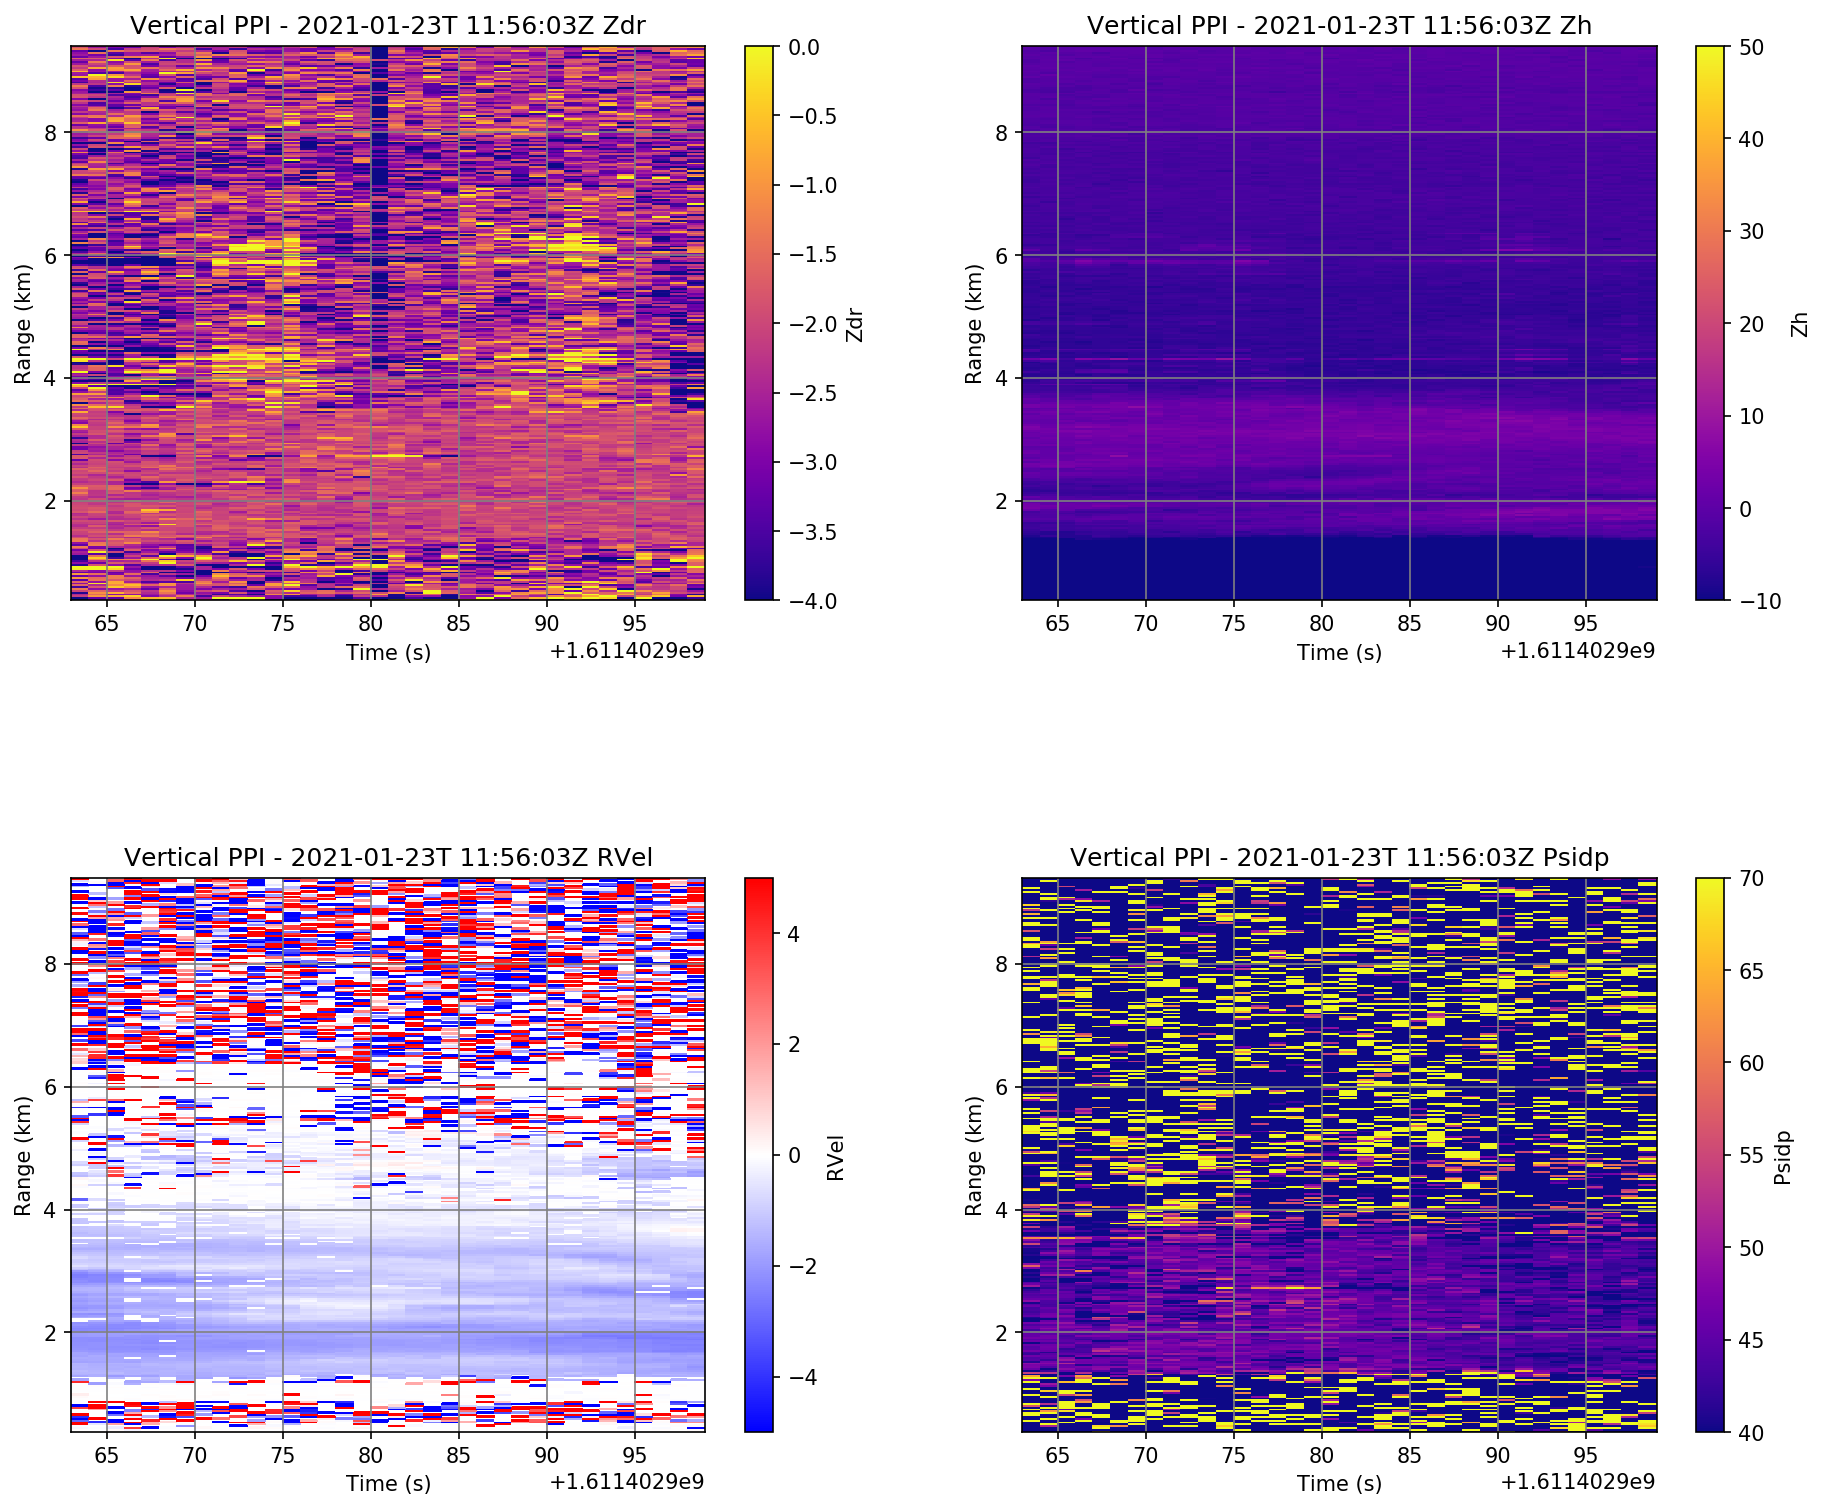 Vertical PPI - 2021-01-23T 11:56:03Z Zdr
Range (km)
8
6
4
2
65 70 75 80 85 90 95
Time (s)
+1.6114029e9
0.0
−0.5
−1.0
−1.5
−2.0
−2.5
−3.0
−3.5
−4.0
Zdr
Vertical PPI - 2021-01-23T 11:56:03Z Zh
Range (km)
8
6
4
2
65 70 75 80 85 90 95
Time (s)
+1.6114029e9
50
40
30
20
10
0
−10
Zh
Vertical PPI - 2021-01-23T 11:56:03Z RVel
Range (km)
8
6
4
2
65 70 75 80 85 90 95
Time (s)
+1.6114029e9
4
2
0
−2
−4
RVel
Vertical PPI - 2021-01-23T 11:56:03Z Psidp
Range (km)
8
6
4
2
65 70 75 80 85 90 95
Time (s)
+1.6114029e9
70
65
60
55
50
45
40
Psidp